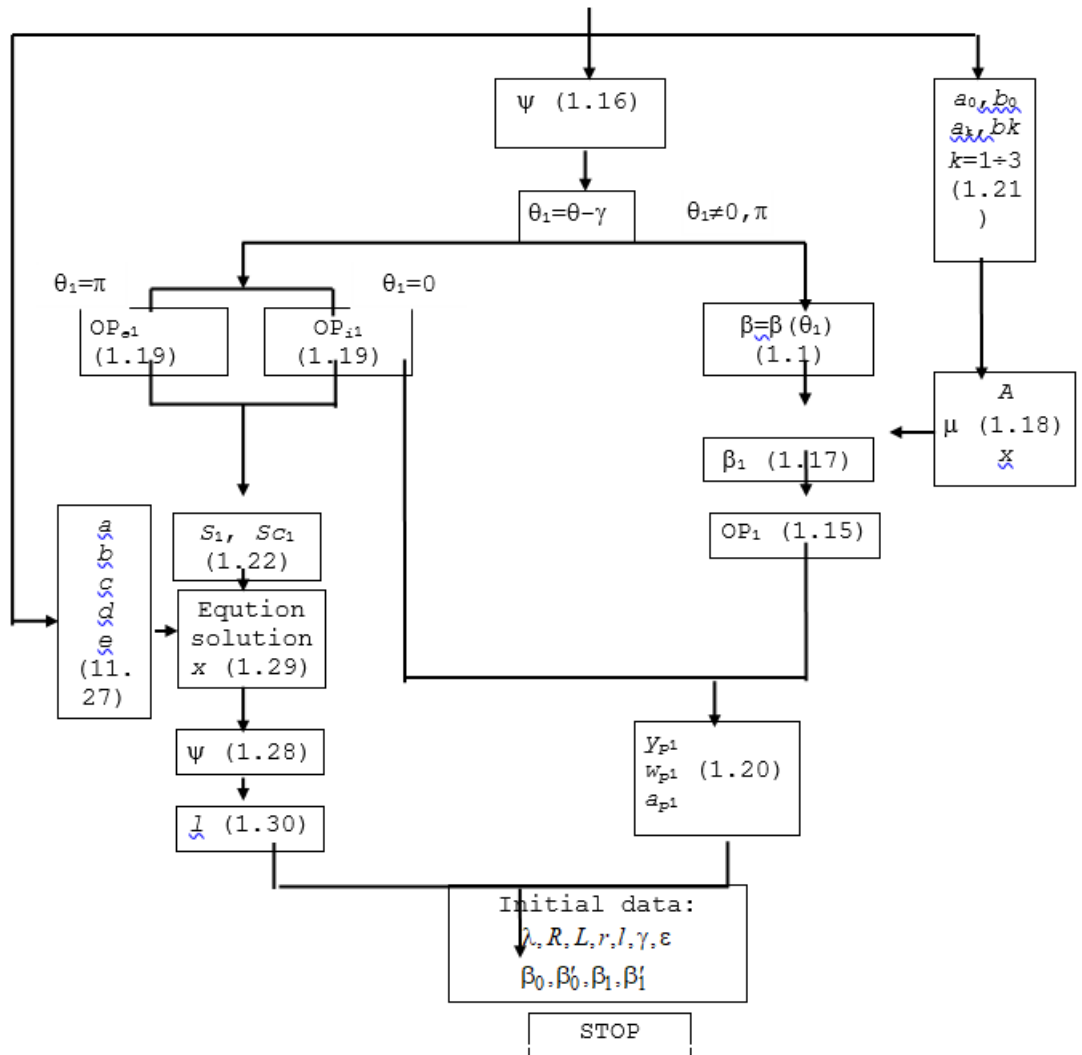 ψ (1.16)
a₀,b₀
aₖ,bk
k=1÷3
(1.21
)
θ₁=θ−γ
θ₁≠0,π
θ₁=π
θ₁=0
OPₑ₁
(1.19)
OPᵢ₁
(1.19)
β=β(θ₁)
(1.1)
A
μ (1.18)
x
β₁ (1.17)
OP₁ (1.15)
a
b
c
d
e
(11.
27)
S₁, Sc₁
(1.22)
Eqution
solution
x (1.29)
ψ (1.28)
l (1.30)
yₚ₁
wₚ₁ (1.20)
aₚ₁
Initial data:
λ,R,L,r,l,γ,ε
β₀,β′₀,β₁,β′₁
STOP